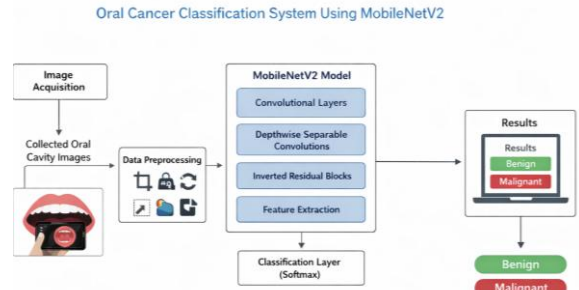 Oral Cancer Classification System Using MobileNetV2
Image
Acquisition
Collected Oral
Cavity Images
Data Preprocessing
MobileNetV2 Model
Convolutional Layers
Depthwise Separable
Convolutions
Inverted Residual Blocks
Feature Extraction
Classification Layer
(Softmax)
Results
Results
Benign
Malignant
Benign
Malignant